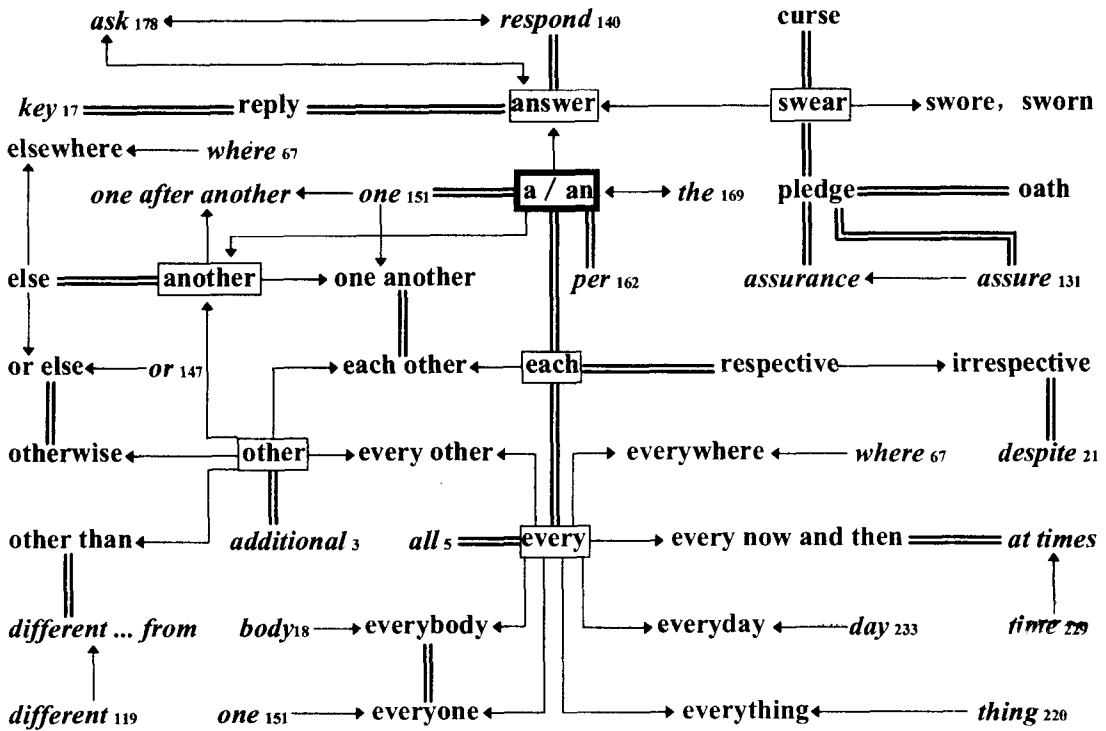 ask 178 respond 140 curse
key 17 reply answer swear swore, sworn
elsewhere where 67
one after another one 151 a / an the 169 pledge oath
else another one another per 162 assurance assure 131
or else or 147 each other each respective irrespective
otherwise other every other everywhere where 67 despite 21
other than additional 3 all 5 every every now and then at times
different ... from body18 everybody everyday day 233 time 229
different 119 one 151 everyone everything thing 220